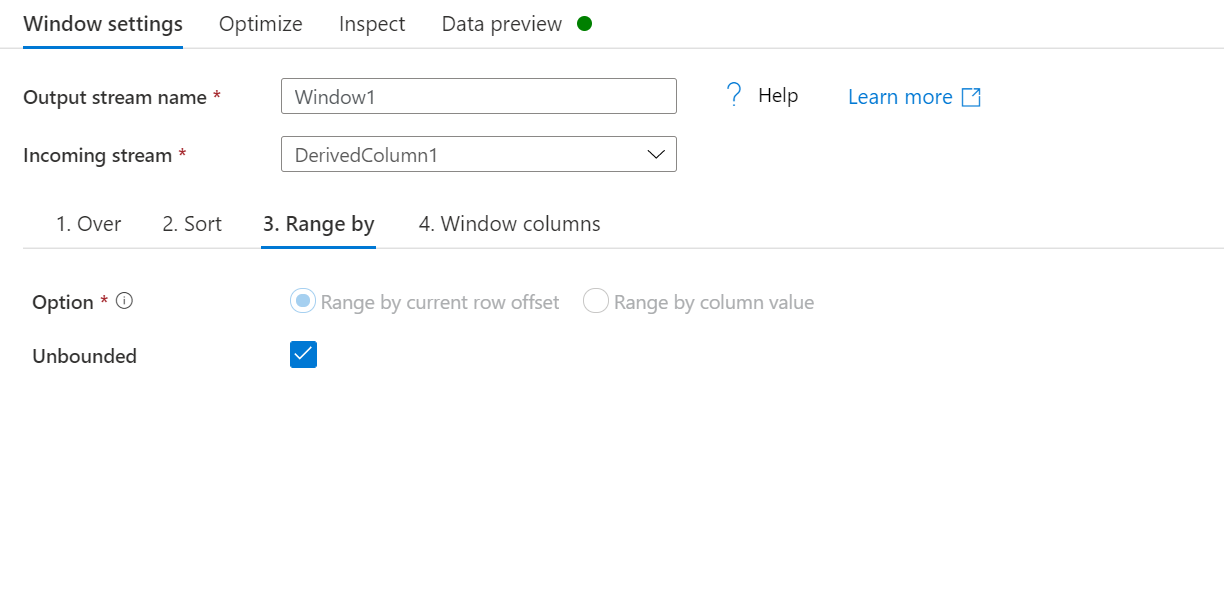 Window settings Optimize Inspect Data preview
Output stream name * Window1 ? Help Learn more
Incoming stream * DerivedColumn1
1. Over 2. Sort 3. Range by 4. Window columns
Option * Range by current row offset Range by column value
Unbounded